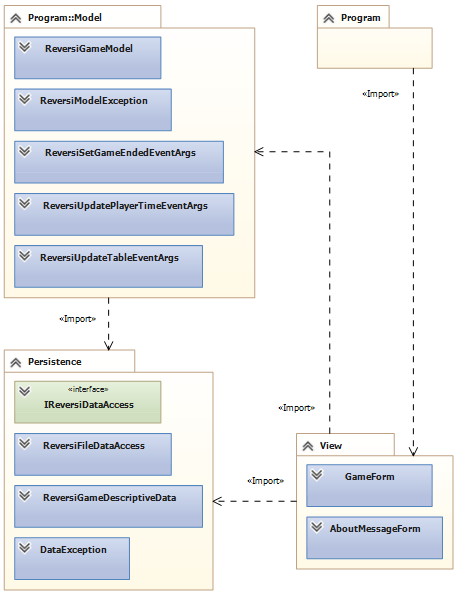 Program::Model
ReversiGameModel
ReversiModelException
ReversiSetGameEndedEventArgs
ReversiUpdatePlayerTimeEventArgs
ReversiUpdateTableEventArgs
Program
«Import»
«Import»
Persistence
«interface»
IReversiDataAccess
ReversiFileDataAccess
ReversiGameDescriptiveData
DataException
«Import»
«Import»
View
GameForm
AboutMessageForm